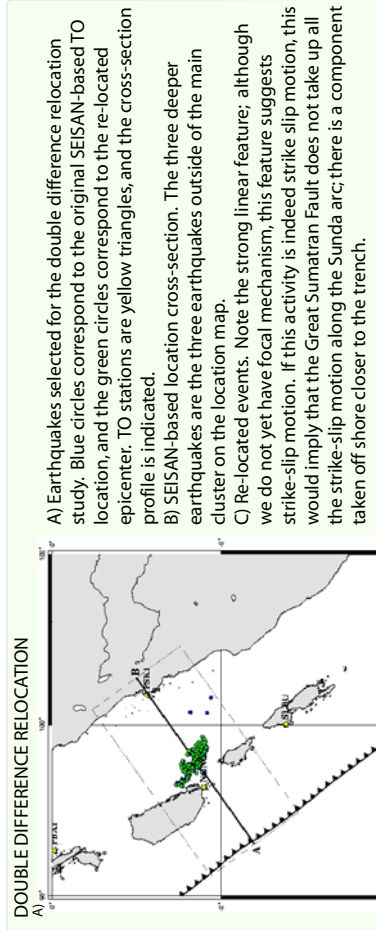 DOUBLE DIFFERENCE RELOCATION
A)
A) Earthquakes selected for the double difference relocation
study. Blue circles correspond to the original SEISAN-based TO
location, and the green circles correspond to the re-located
epicenter. TO stations are yellow triangles, and the cross-section
profile is indicated.
B) SEISAN-based location cross-section. The three deeper
earthquakes are the three earthquakes outside of the main
cluster on the location map.
C) Re-located events. Note the strong linear feature; although
we do not yet have focal mechanism, this feature suggests
strike-slip motion. If this activity is indeed strike slip motion, this
would imply that the Great Sumatran Fault does not take up all
the strike-slip motion along the Sunda arc; there is a component
taken off shore closer to the trench.
PBAI
B
A
100°